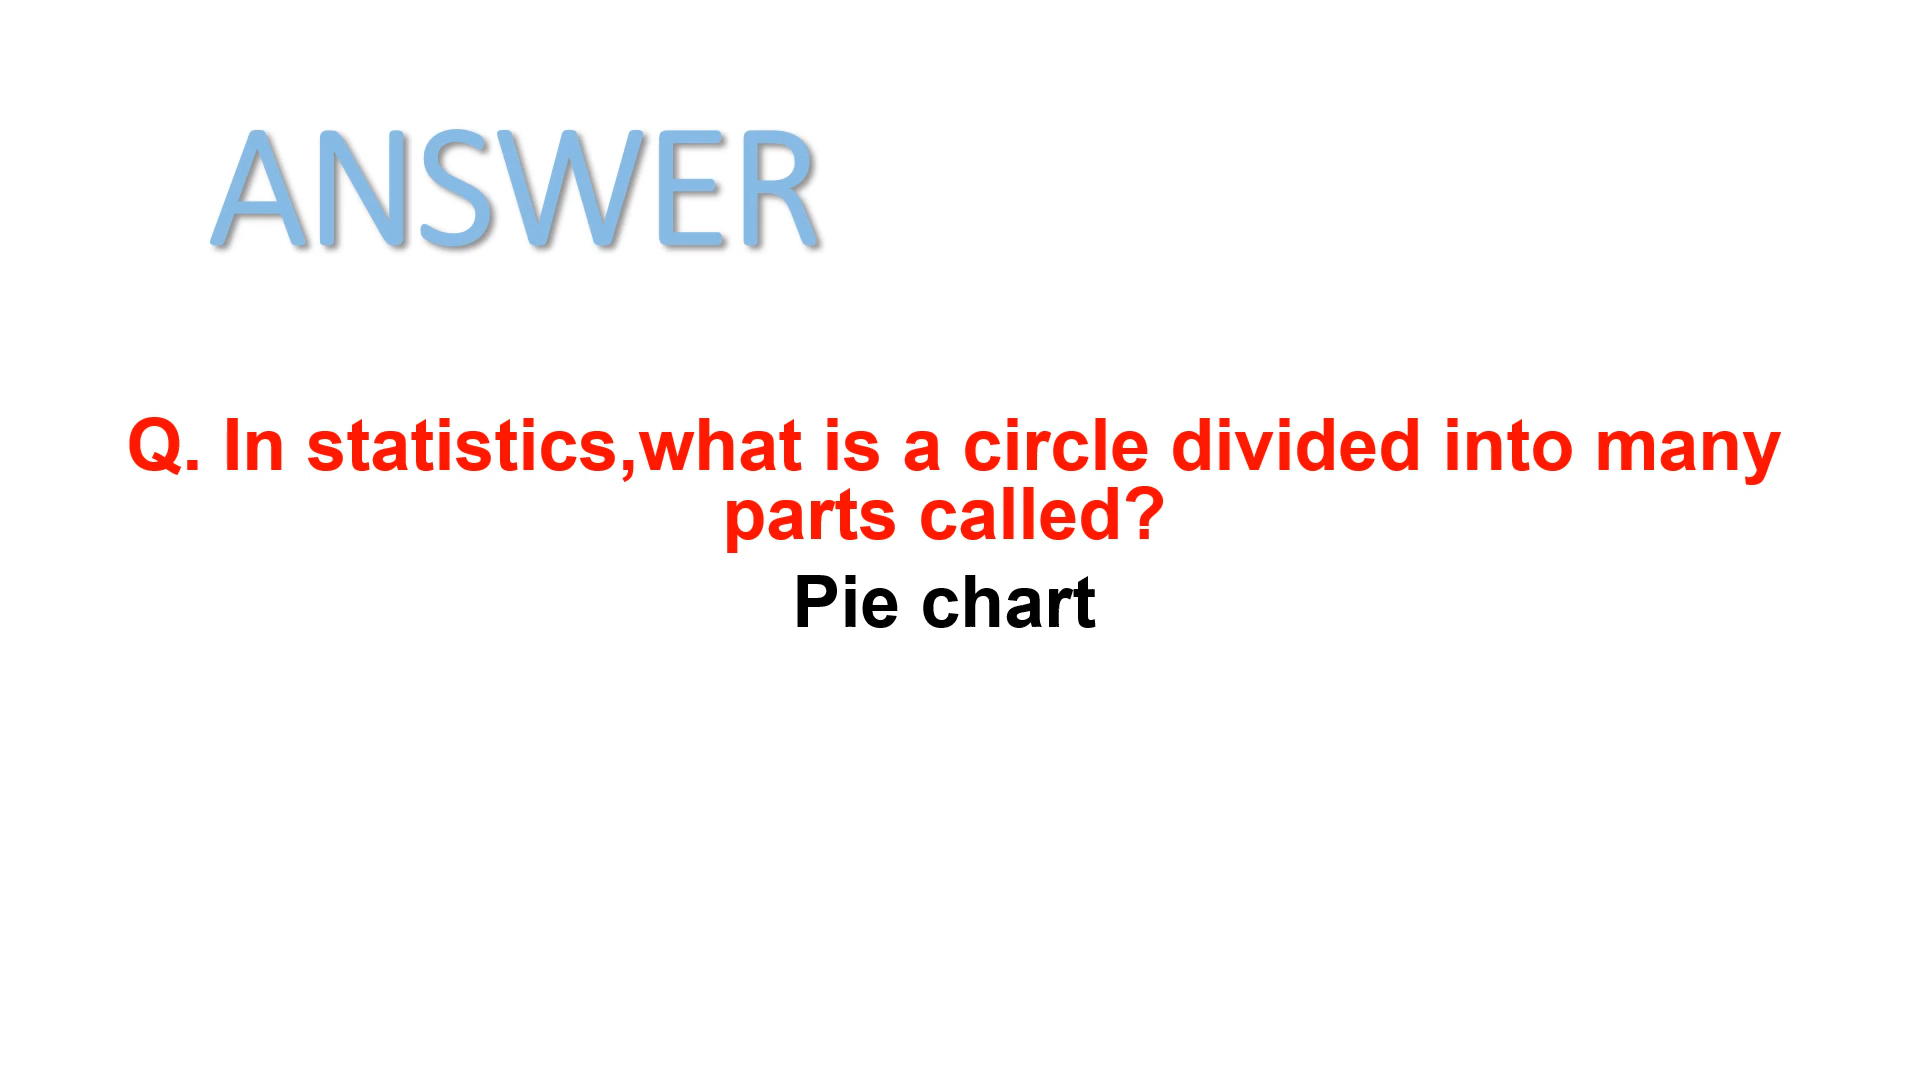 ANSWER
Q. In statistics,what is a circle divided into many
parts called?
Pie chart